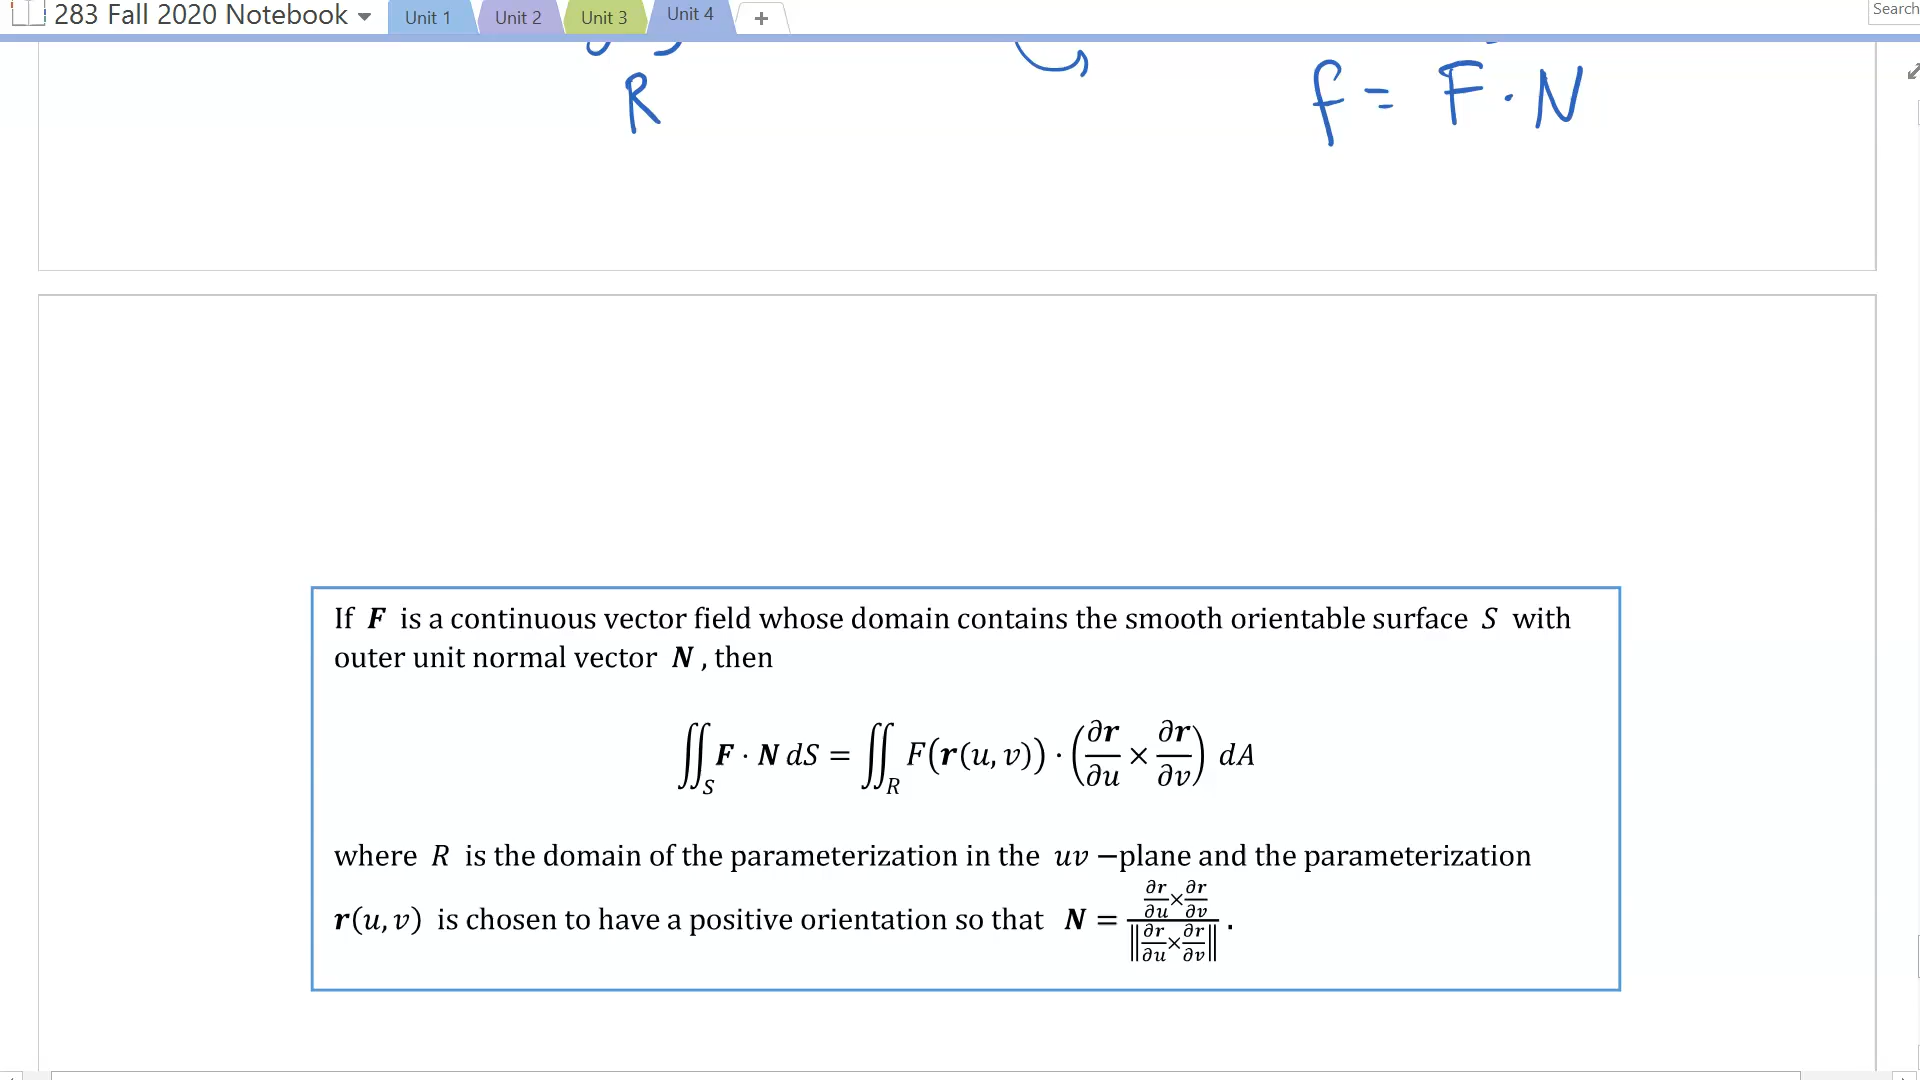 283 Fall 2020 Notebook
Unit 1
Unit 2
Unit 3
Unit 4
+
Search
R
f = F · N
If F is a continuous vector field whose domain contains the smooth orientable surface S with
outer unit normal vector N , then
∬_S F · N dS = ∬_R F(r(u, v)) · (∂r/∂u × ∂r/∂v) dA
where R is the domain of the parameterization in the uv −plane and the parameterization
r(u, v) is chosen to have a positive orientation so that N = (∂r/∂u × ∂r/∂v) / ‖∂r/∂u × ∂r/∂v‖ .